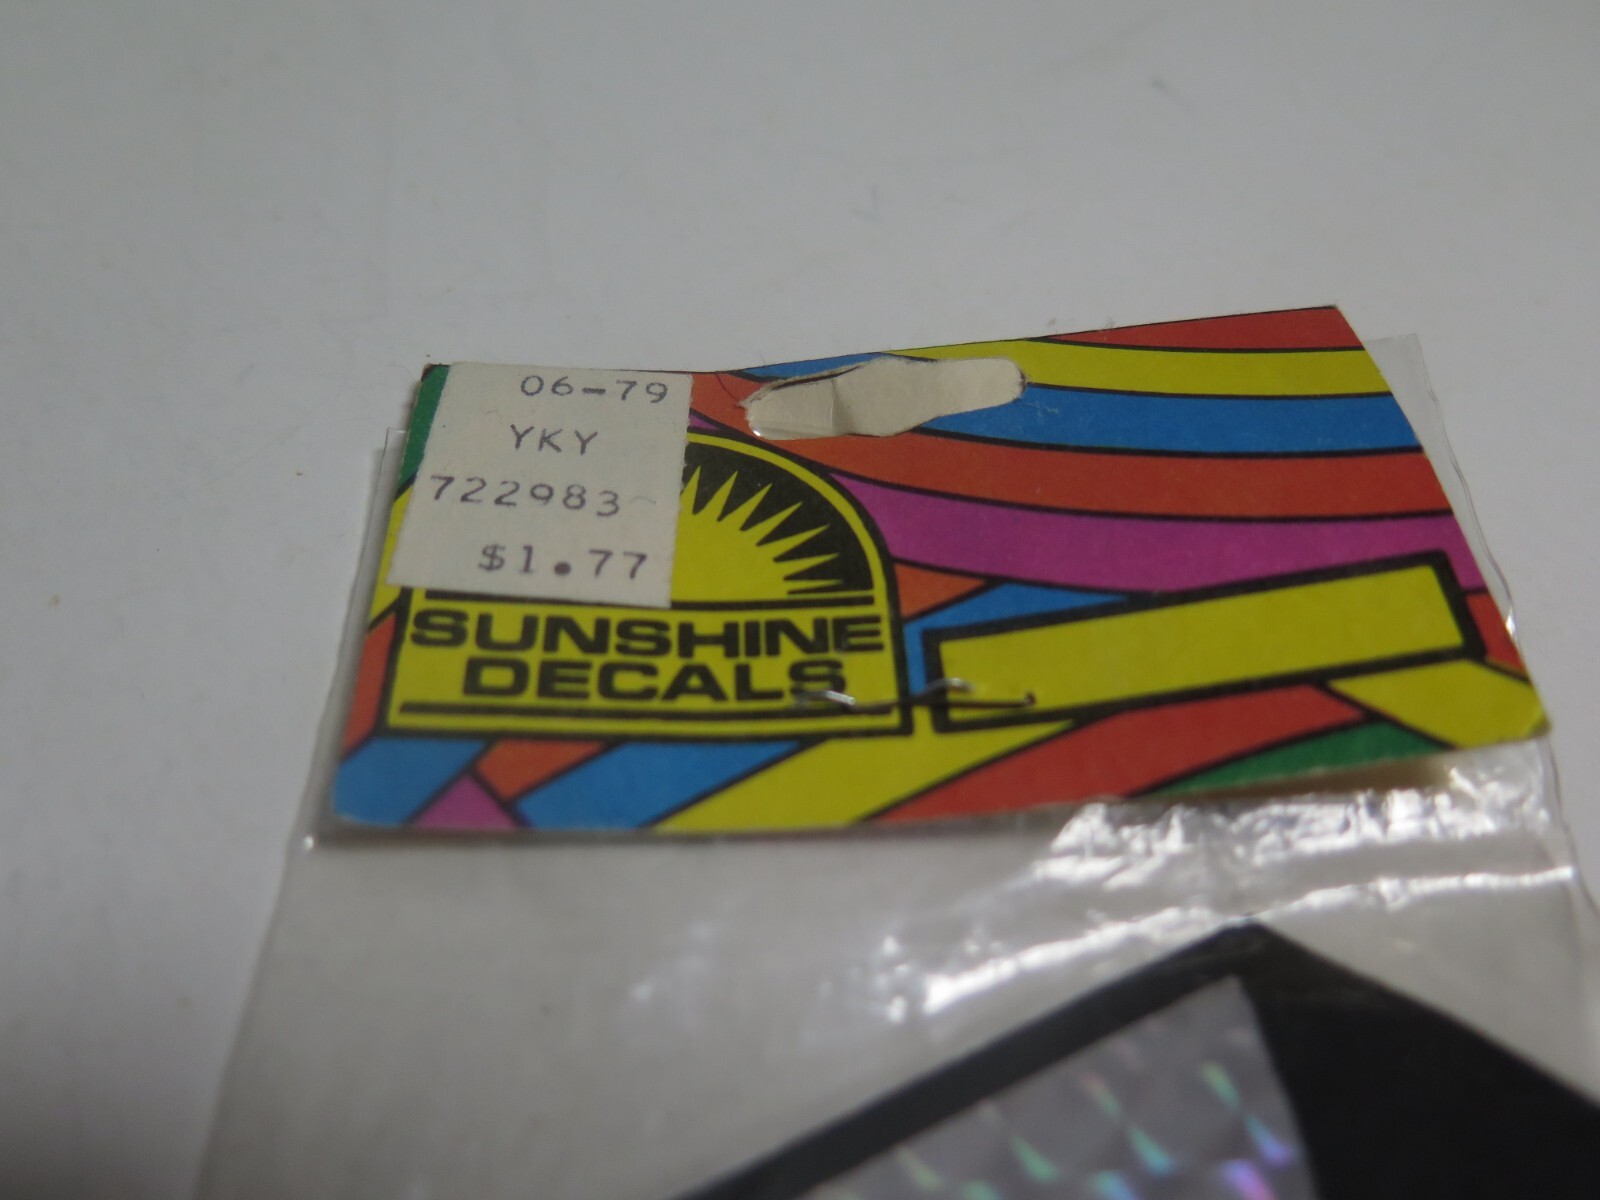 06-79
YKY
722983
$1.77
SUNSHINE
DECALS